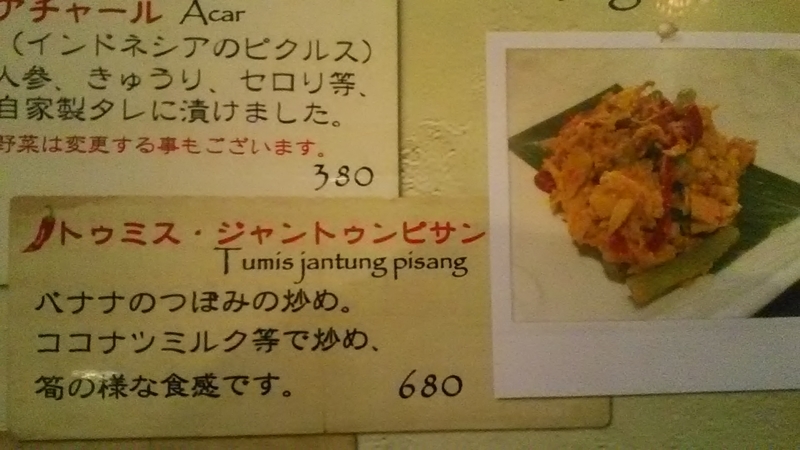 アチャール Acar
（インドネシアのピクルス）
人参、きゅうり、セロリ等、
自家製タレに漬けました。
野菜は変更する事もございます。
380
トゥミス・ジャントゥンピサン
Tumis jantung pisang
バナナのつぼみの炒め。
ココナツミルク等で炒め、
筍の様な食感です。 680